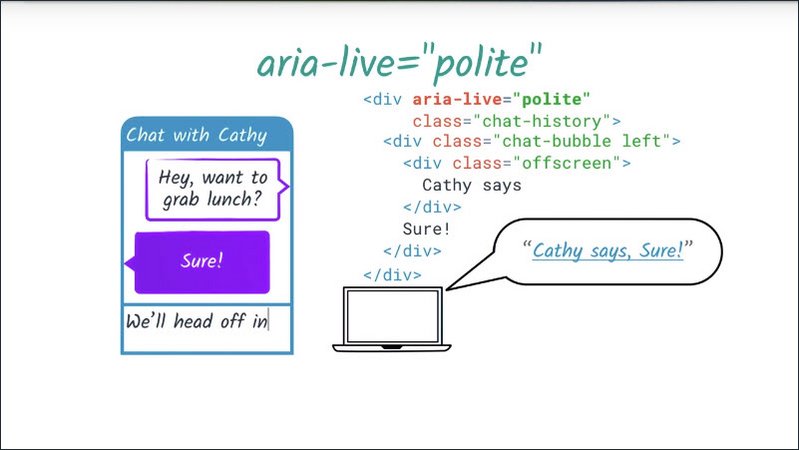 aria-live="polite"
<div aria-live="polite"
class="chat-history">
<div class="chat-bubble left">
<div class="offscreen">
Cathy says
</div>
Sure!
</div>
</div>
Chat with Cathy
Hey, want to
grab lunch?
Sure!
We'll head off in
“Cathy says, Sure!”